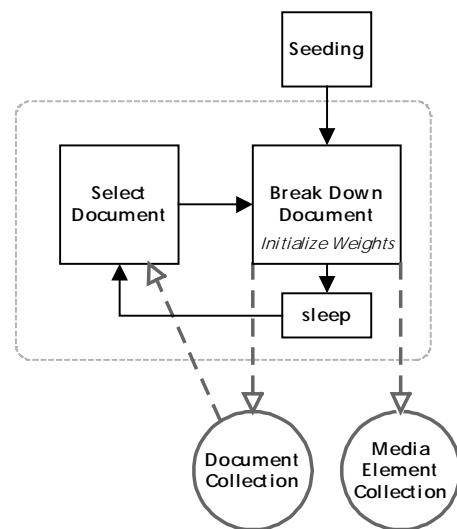 Seeding
Select
Document
Break Down
Document
Initialize Weights
sleep
Document
Collection
Media
Element
Collection